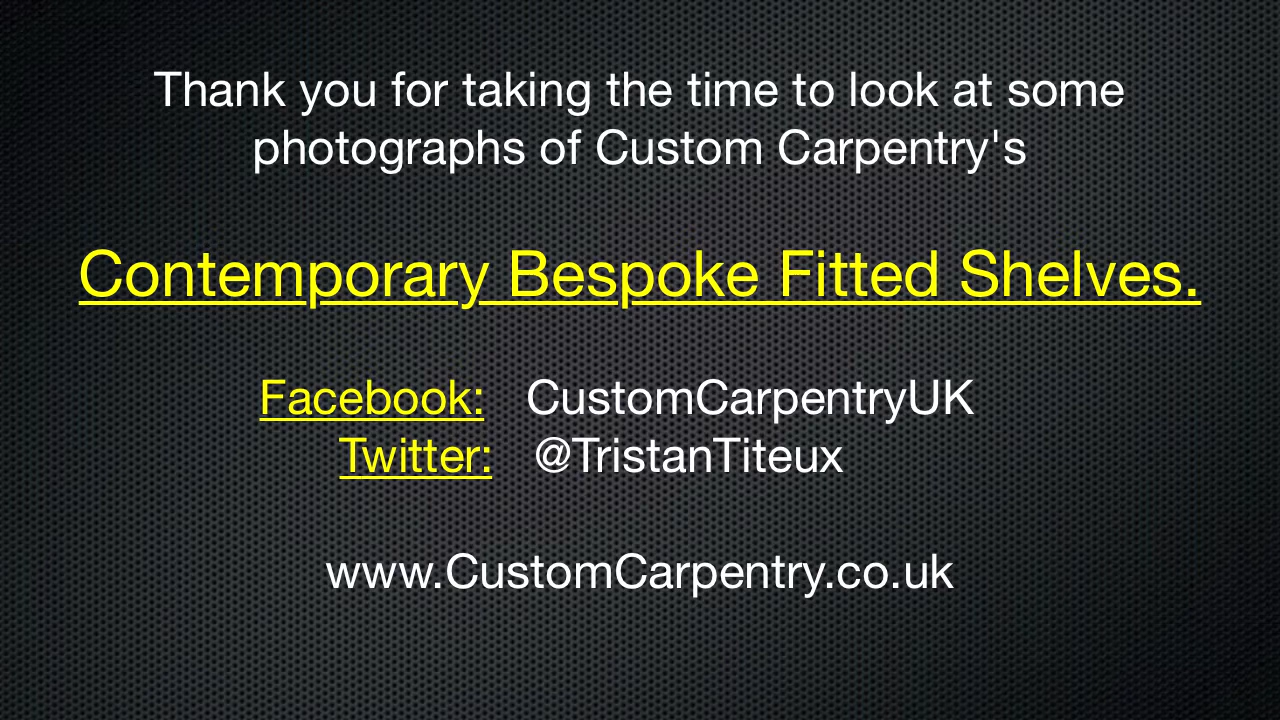 Thank you for taking the time to look at some
photographs of Custom Carpentry's
Contemporary Bespoke Fitted Shelves.
Facebook: CustomCarpentryUK
Twitter: @TristanTiteux
www.CustomCarpentry.co.uk